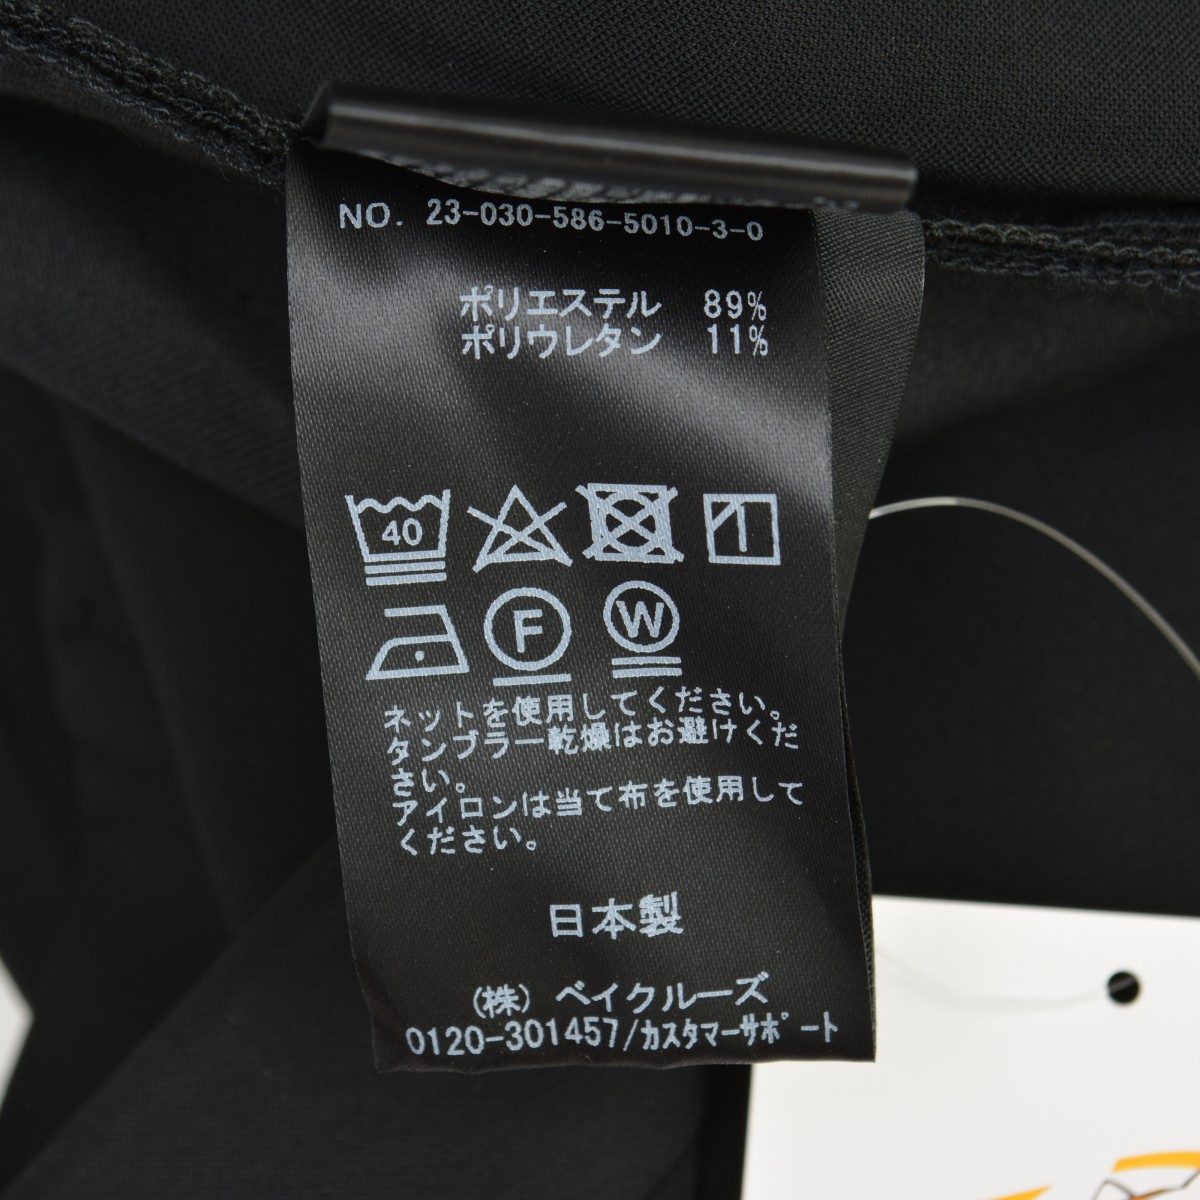 NO. 23-030-586-5010-3-0
ポリエステル 89%
ポリウレタン 11%
40
F
W
ネットを使用してください。
タンブラー乾燥はお避けくだ
さい。
アイロンは当て布を使用して
ください。
日本製
(株) ベイクルーズ
0120-301457/ｶｽﾀﾏｰｻﾎﾟｰﾄ